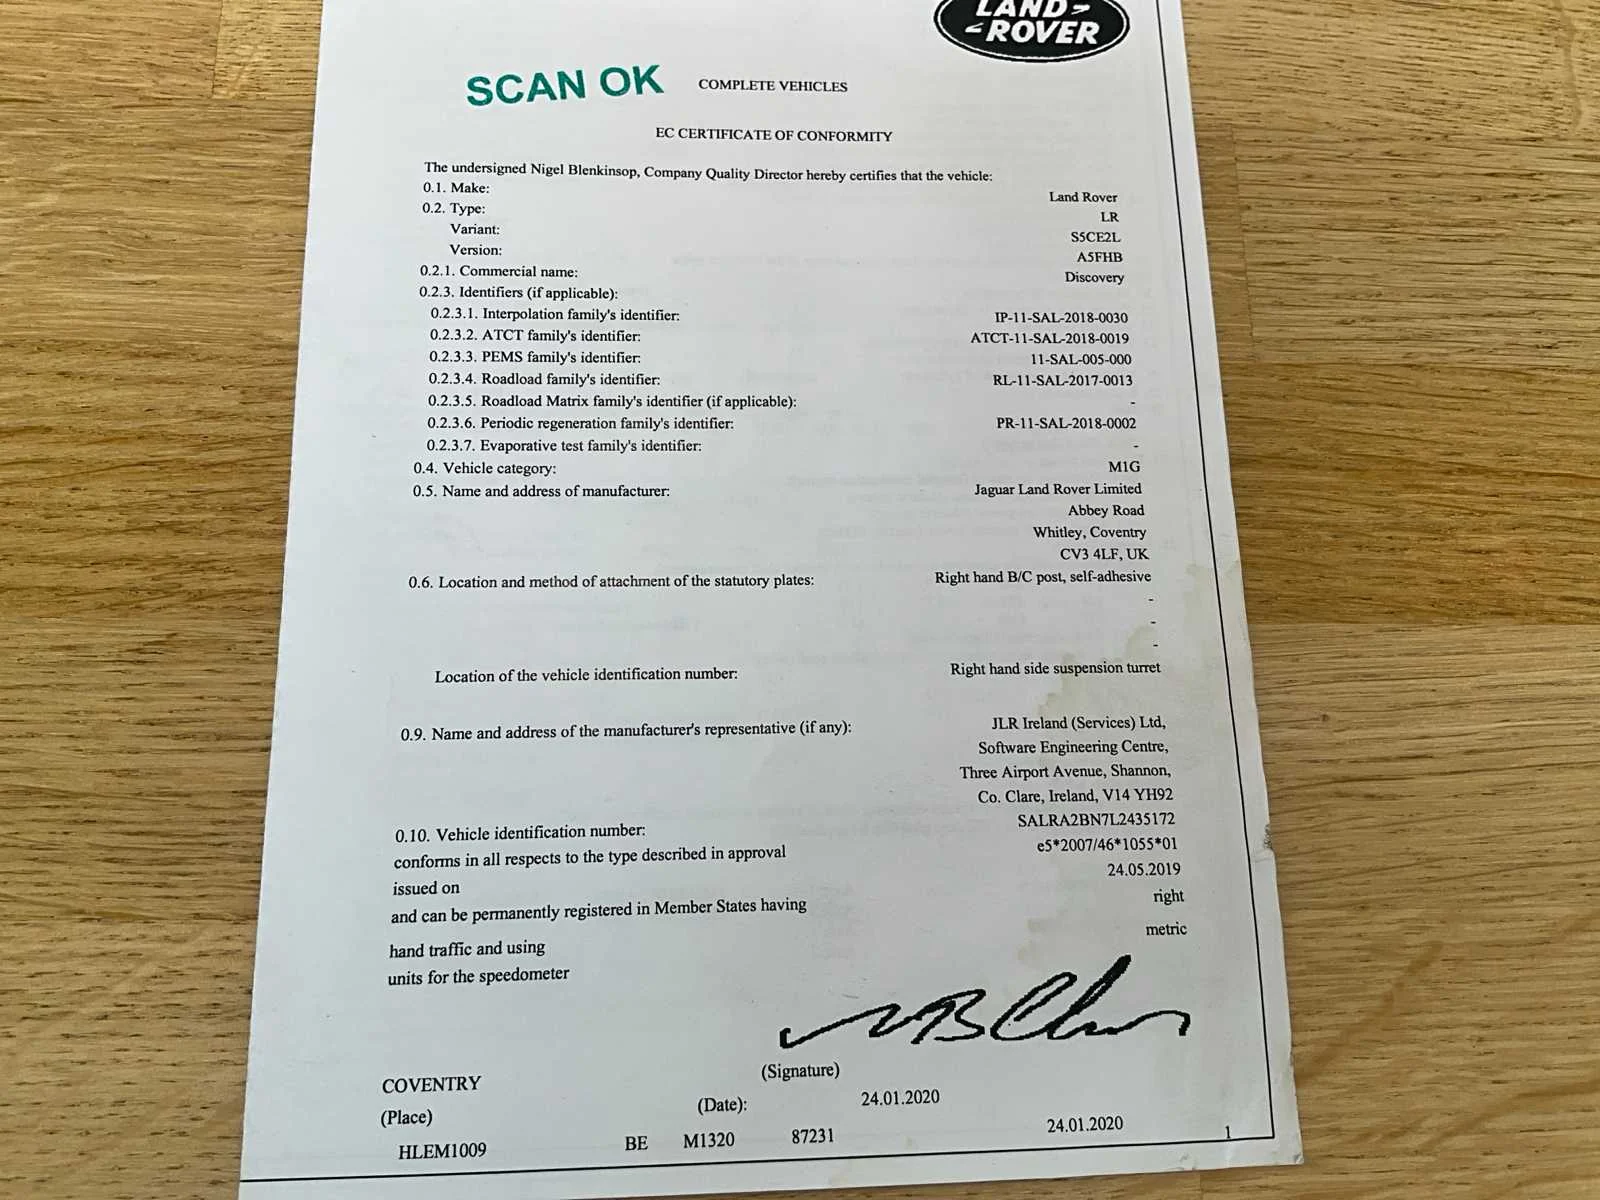 LAND-
-ROVER
SCAN OK
COMPLETE VEHICLES
EC CERTIFICATE OF CONFORMITY
The undersigned Nigel Blenkinsop, Company Quality Director hereby certifies that the vehicle:
0.1. Make: Land Rover
0.2. Type: LR
Variant: S5CE2L
Version: A5FHB
0.2.1. Commercial name: Discovery
0.2.3. Identifiers (if applicable):
0.2.3.1. Interpolation family's identifier: IP-11-SAL-2018-0030
0.2.3.2. ATCT family's identifier: ATCT-11-SAL-2018-0019
0.2.3.3. PEMS family's identifier: 11-SAL-005-000
0.2.3.4. Roadload family's identifier: RL-11-SAL-2017-0013
0.2.3.5. Roadload Matrix family's identifier (if applicable): -
0.2.3.6. Periodic regeneration family's identifier: PR-11-SAL-2018-0002
0.2.3.7. Evaporative test family's identifier: -
0.4. Vehicle category: M1G
0.5. Name and address of manufacturer: Jaguar Land Rover Limited
Abbey Road
Whitley, Coventry
CV3 4LF, UK
0.6. Location and method of attachment of the statutory plates: Right hand B/C post, self-adhesive
-
-
-
Location of the vehicle identification number: Right hand side suspension turret
0.9. Name and address of the manufacturer's representative (if any): JLR Ireland (Services) Ltd,
Software Engineering Centre,
Three Airport Avenue, Shannon,
Co. Clare, Ireland, V14 YH92
0.10. Vehicle identification number: SALRA2BN7L2435172
conforms in all respects to the type described in approval e5*2007/46*1055*01
issued on 24.05.2019
and can be permanently registered in Member States having right
hand traffic and using metric
units for the speedometer
(Signature)
COVENTRY
(Place)
(Date): 24.01.2020
HLEM1009 BE M1320 87231 24.01.2020 1